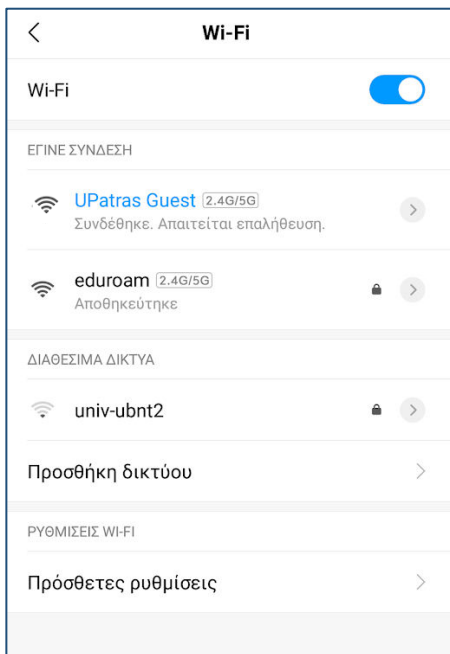 Wi-Fi
Wi-Fi
ΕΓΙΝΕ ΣΥΝΔΕΣΗ
UPatras Guest 2.4G/5G
Συνδέθηκε. Απαιτείται επαλήθευση.
eduroam 2.4G/5G
Αποθηκεύτηκε
ΔΙΑΘΕΣΙΜΑ ΔΙΚΤΥΑ
univ-ubnt2
Προσθήκη δικτύου
ΡΥΘΜΙΣΕΙΣ WI-FI
Πρόσθετες ρυθμίσεις